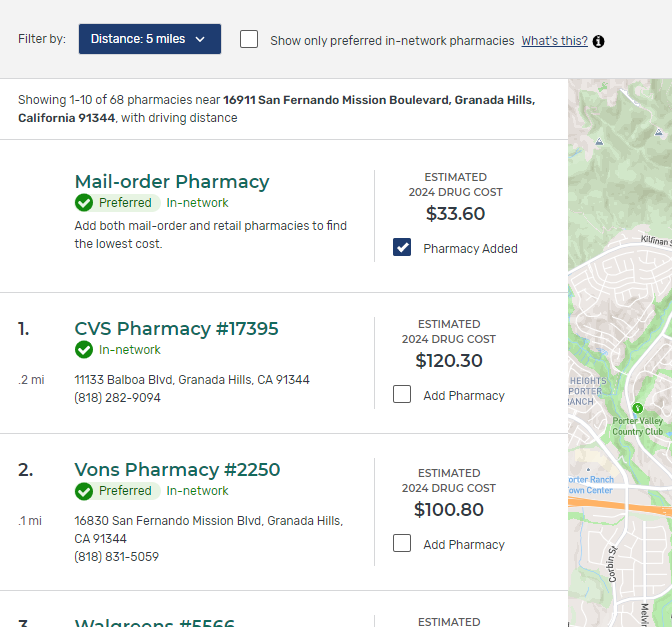 Filter by:
Distance: 5 miles
Show only preferred in-network pharmacies What's this?
Showing 1-10 of 68 pharmacies near 16911 San Fernando Mission Boulevard, Granada Hills,
California 91344, with driving distance
Mail-order Pharmacy
Preferred In-network
Add both mail-order and retail pharmacies to find
the lowest cost.
ESTIMATED
2024 DRUG COST
$33.60
Pharmacy Added
1.
CVS Pharmacy #17395
In-network
.2 mi
11133 Balboa Blvd, Granada Hills, CA 91344
(818) 282-9094
ESTIMATED
2024 DRUG COST
$120.30
Add Pharmacy
2.
Vons Pharmacy #2250
Preferred In-network
.1 mi
16830 San Fernando Mission Blvd, Granada Hills,
CA 91344
(818) 831-5059
ESTIMATED
2024 DRUG COST
$100.80
Add Pharmacy
3.
Walgreens #5566
ESTIMATED
Kilfinan S
HEIGHTS
PORTER
RANCH
Porter Valley
Country Club
orter Ranch
own Center
Corbin St
Melvi